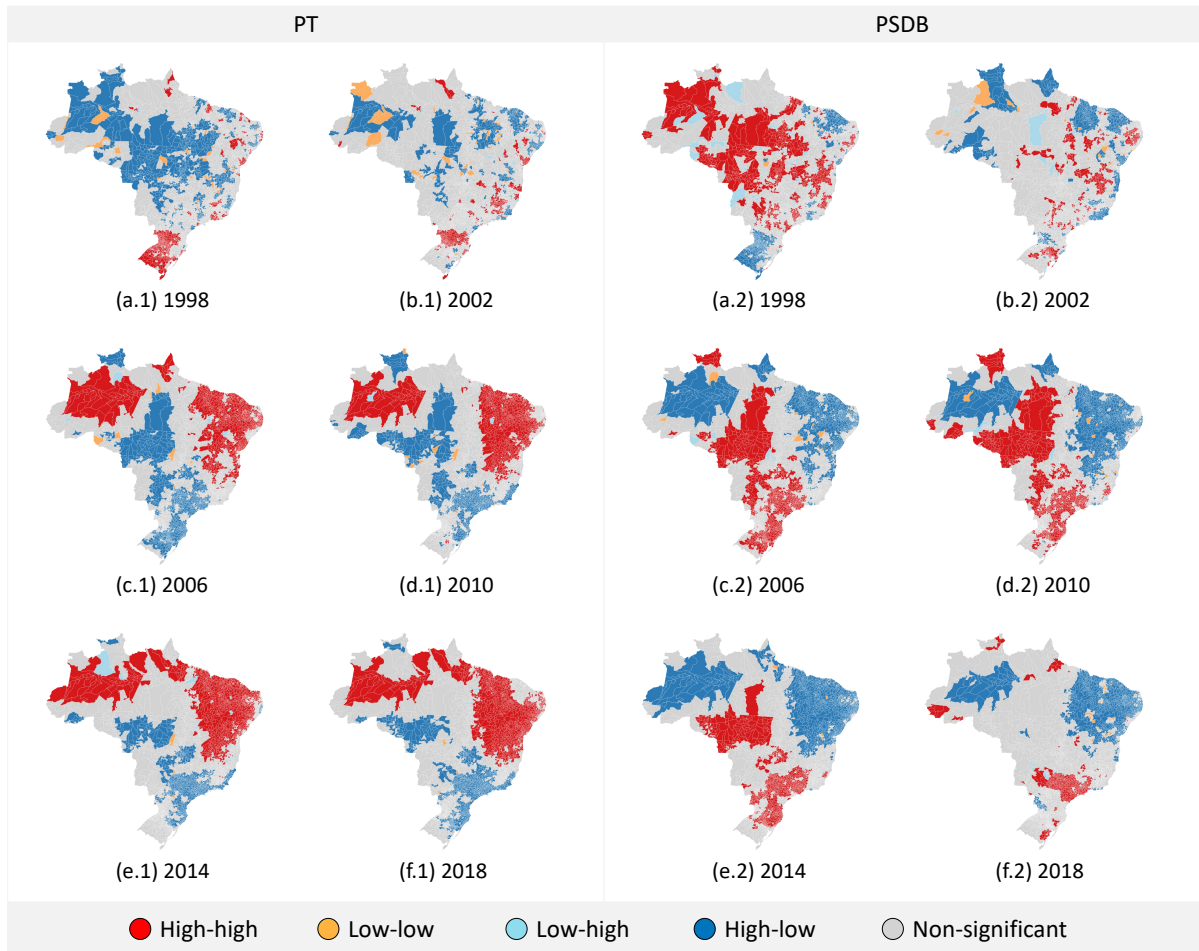 PT PSDB
(a.1) 1998 (b.1) 2002 (a.2) 1998 (b.2) 2002
(c.1) 2006 (d.1) 2010 (c.2) 2006 (d.2) 2010
(e.1) 2014 (f.1) 2018 (e.2) 2014 (f.2) 2018
High-high Low-low Low-high High-low Non-significant